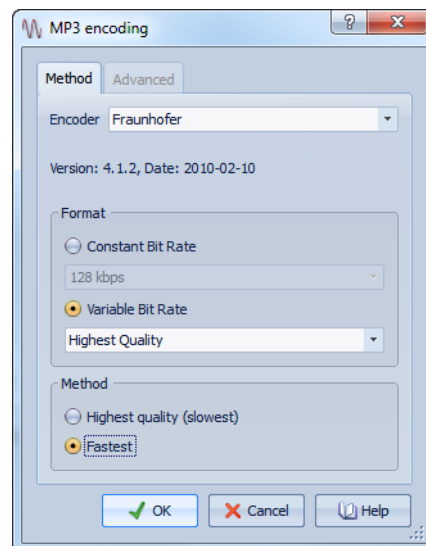 MP3 encoding
Method Advanced
Encoder Fraunhofer
Version: 4.1.2, Date: 2010-02-10
Format
Constant Bit Rate
128 kbps
Variable Bit Rate
Highest Quality
Method
Highest quality (slowest)
Fastest
OK Cancel Help